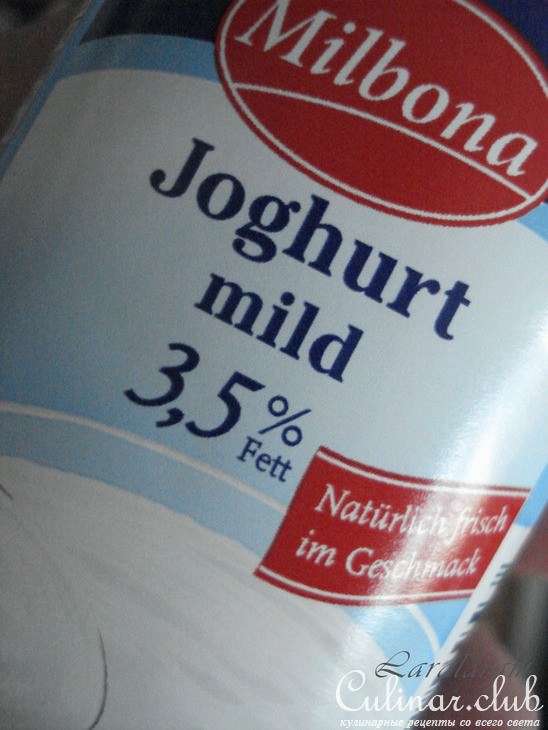 Milbona
Joghurt
mild
3,5%
Fett
Natürlich frisch
im Geschmack
Culinar.club
кулинарные рецепты со всего света